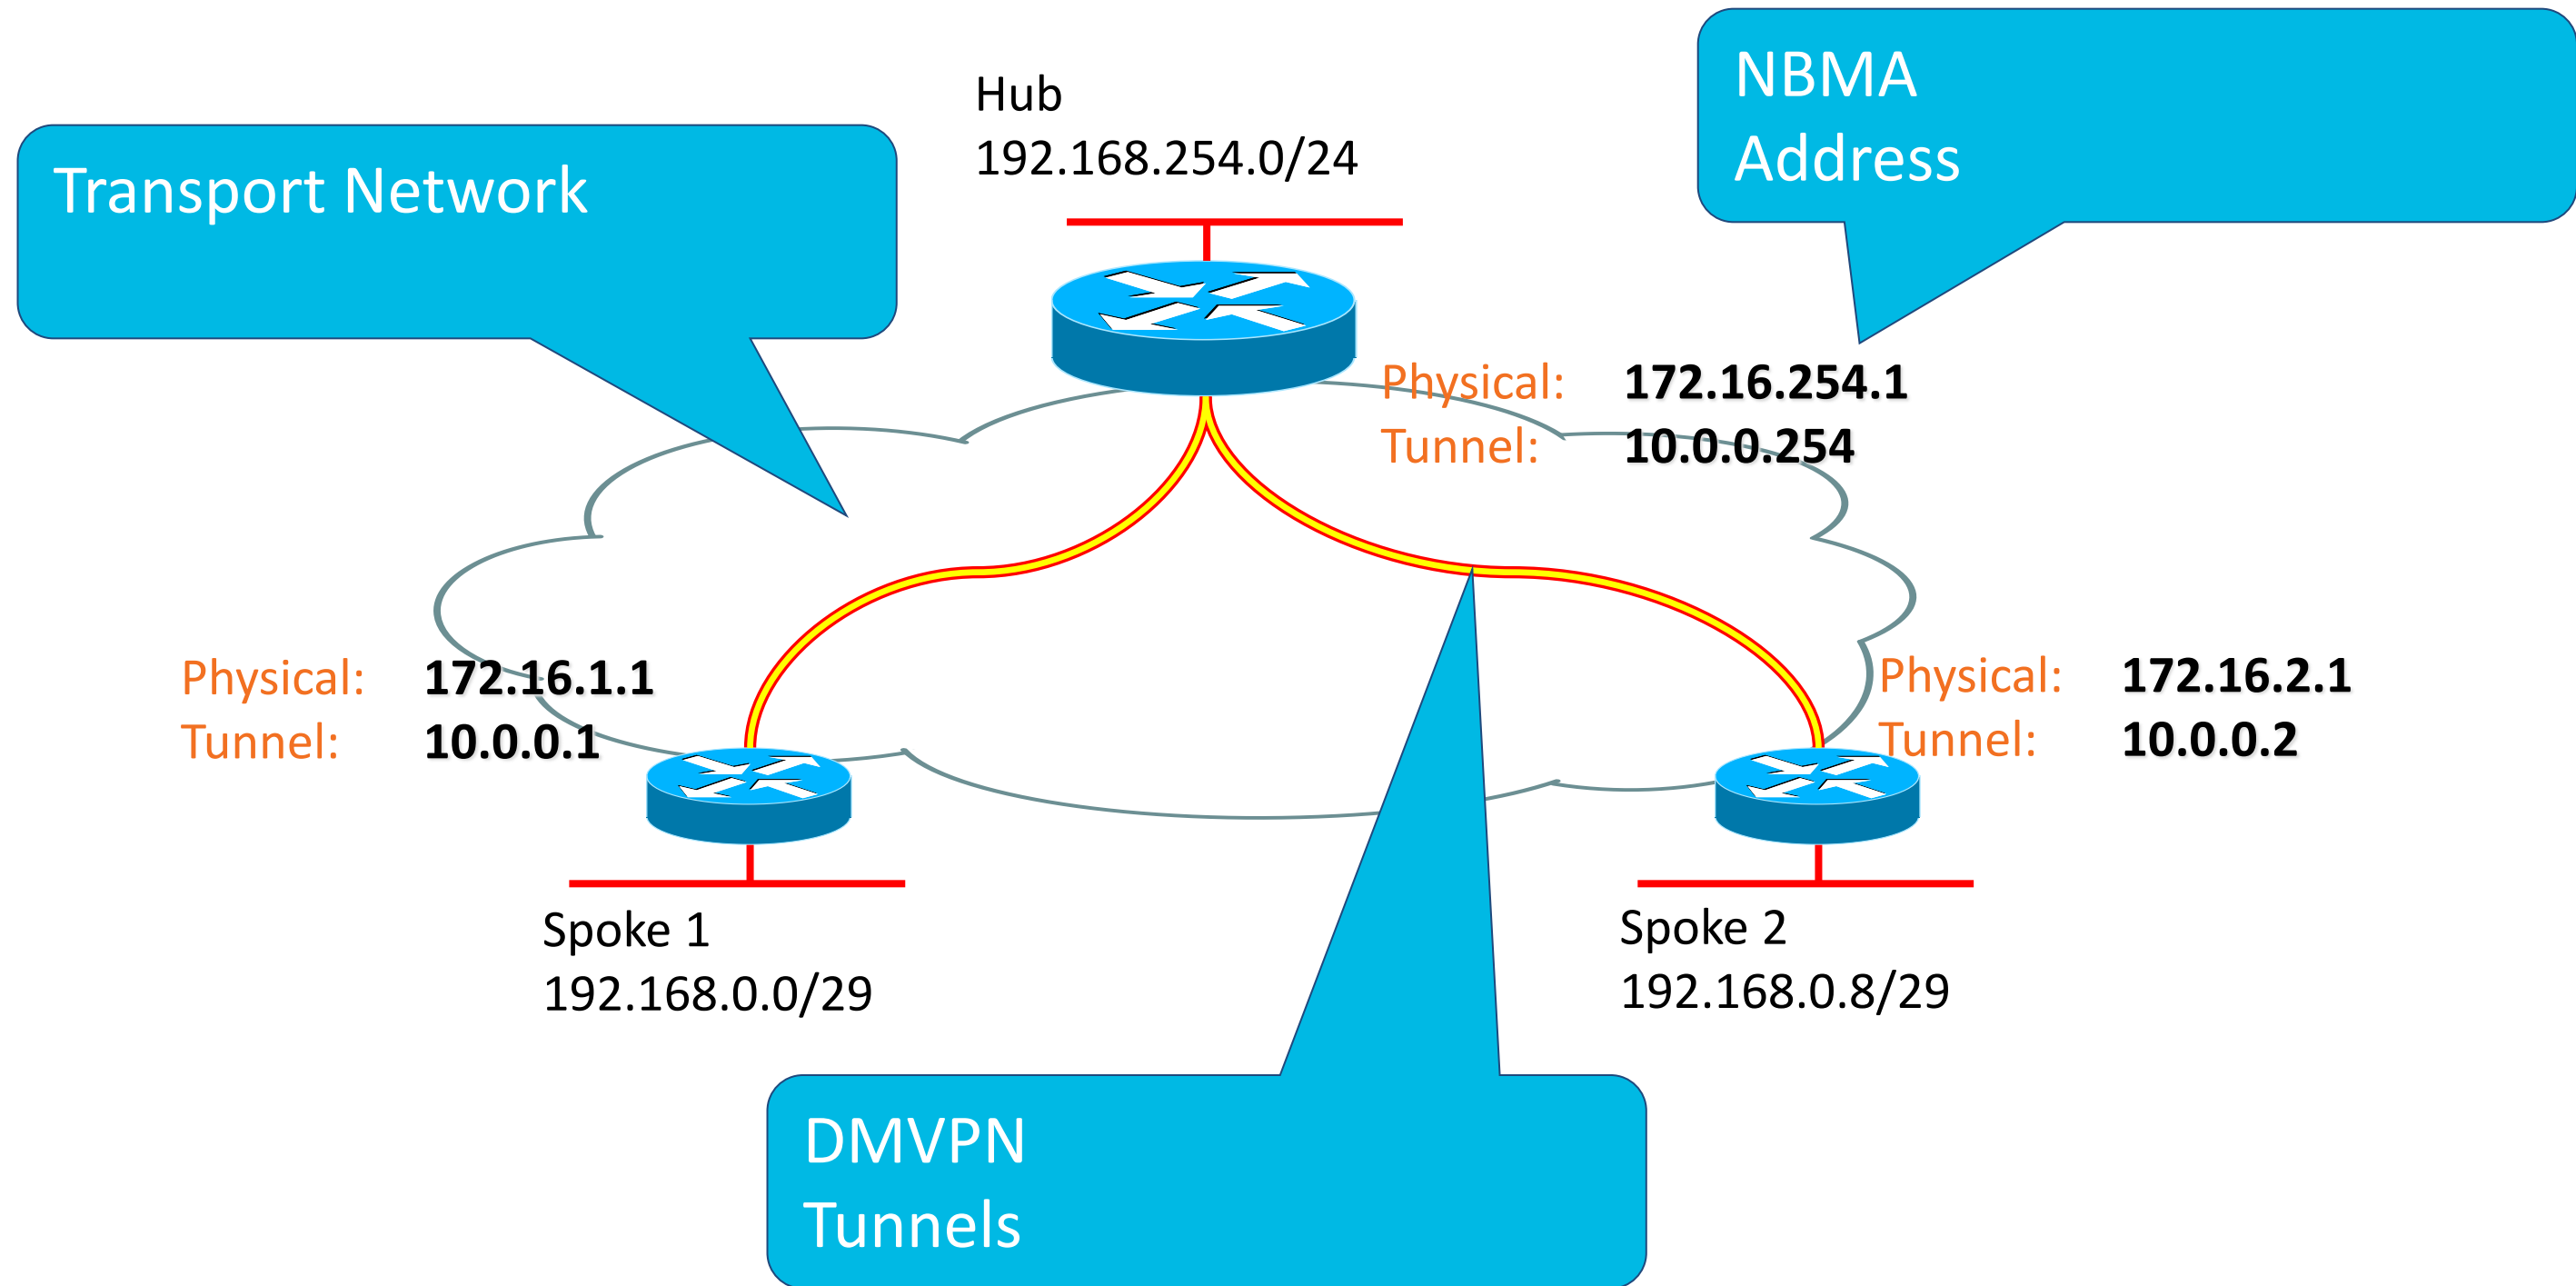 Transport Network
Hub
192.168.254.0/24
NBMA
Address
Physical: 172.16.254.1
Tunnel: 10.0.0.254
Physical: 172.16.1.1
Tunnel: 10.0.0.1
Physical: 172.16.2.1
Tunnel: 10.0.0.2
Spoke 1
192.168.0.0/29
Spoke 2
192.168.0.8/29
DMVPN
Tunnels